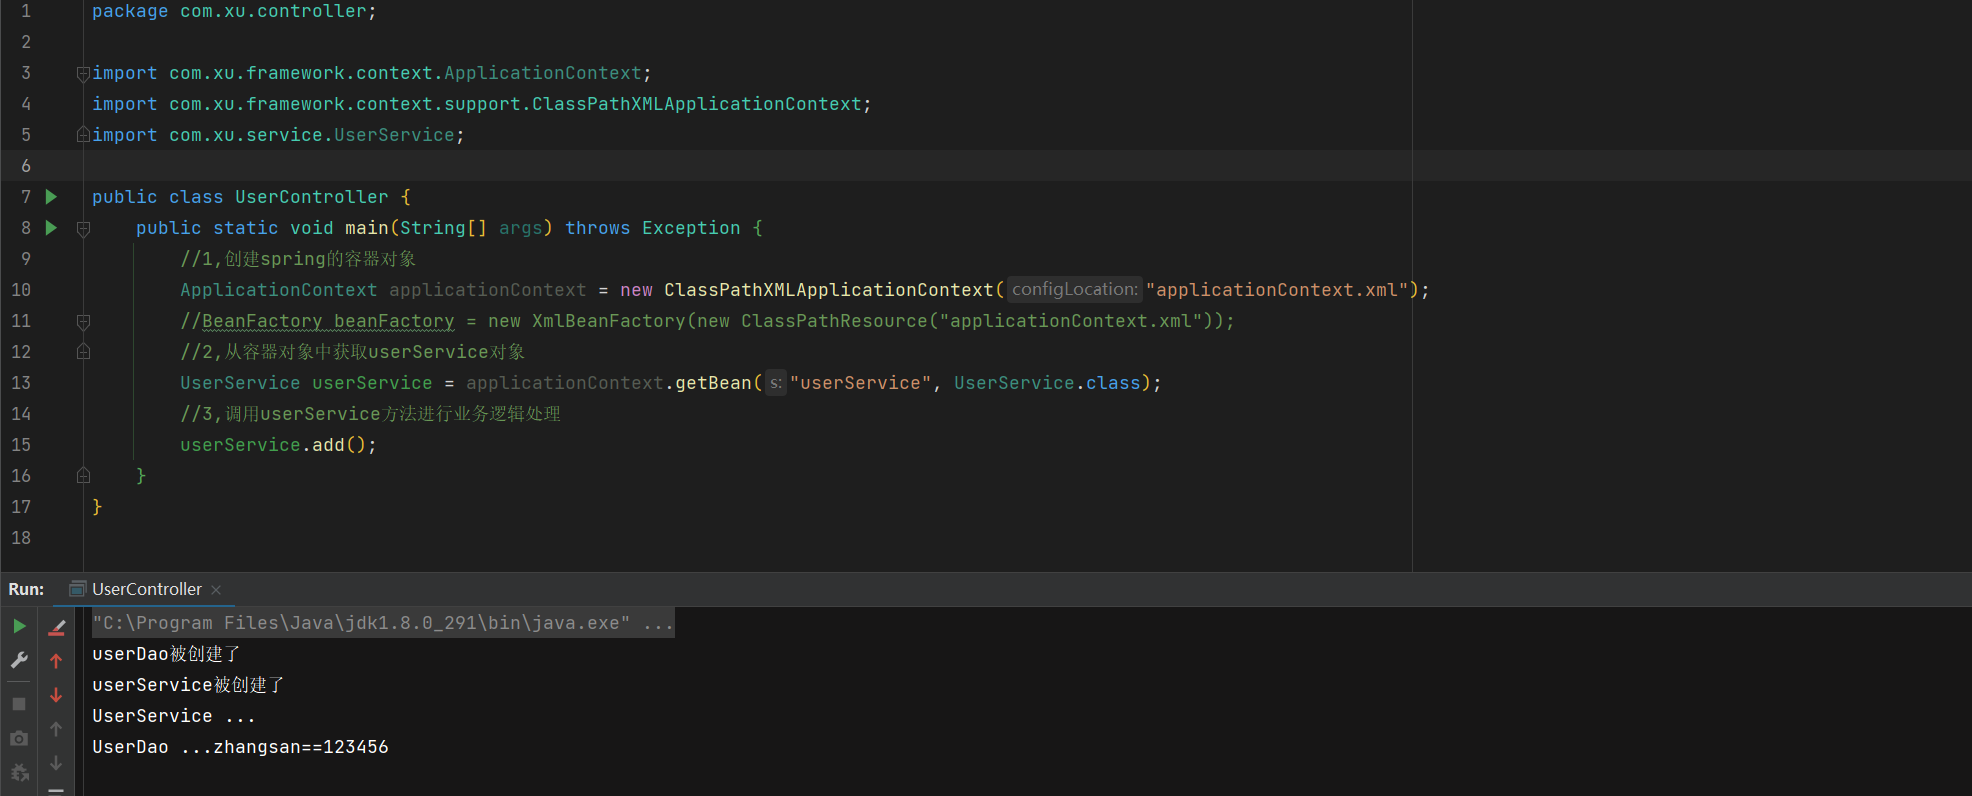 1 package com.xu.controller;
2
3 import com.xu.framework.context.ApplicationContext;
4 import com.xu.framework.context.support.ClassPathXMLApplicationContext;
5 import com.xu.service.UserService;
6
7 public class UserController {
8 public static void main(String[] args) throws Exception {
9 //1,创建spring的容器对象
10 ApplicationContext applicationContext = new ClassPathXMLApplicationContext( configLocation: "applicationContext.xml");
11 //BeanFactory beanFactory = new XmlBeanFactory(new ClassPathResource("applicationContext.xml"));
12 //2,从容器对象中获取userService对象
13 UserService userService = applicationContext.getBean( s: "userService", UserService.class);
14 //3,调用userService方法进行业务逻辑处理
15 userService.add();
16 }
17 }
18
Run: UserController ×
"C:\Program Files\Java\jdk1.8.0_291\bin\java.exe" ...
userDao被创建了
userService被创建了
UserService ...
UserDao ...zhangsan==123456